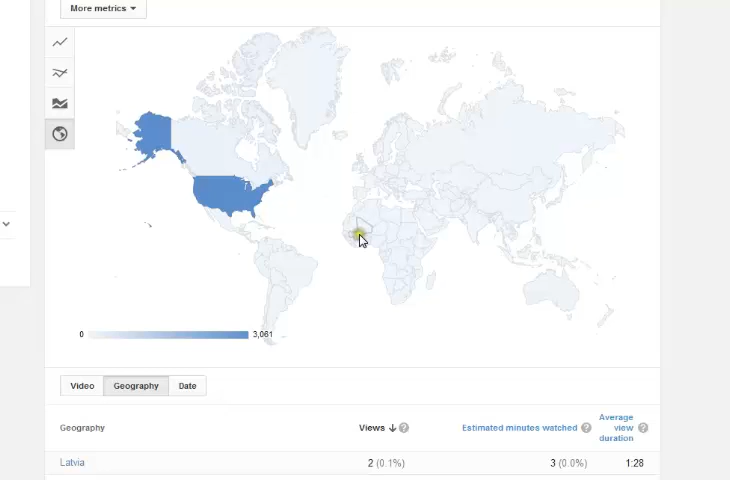 More metrics
0 3,061
Video Geography Date
Geography Views Estimated minutes watched Average view duration
Latvia 2 (0.1%) 3 (0.0%) 1:28